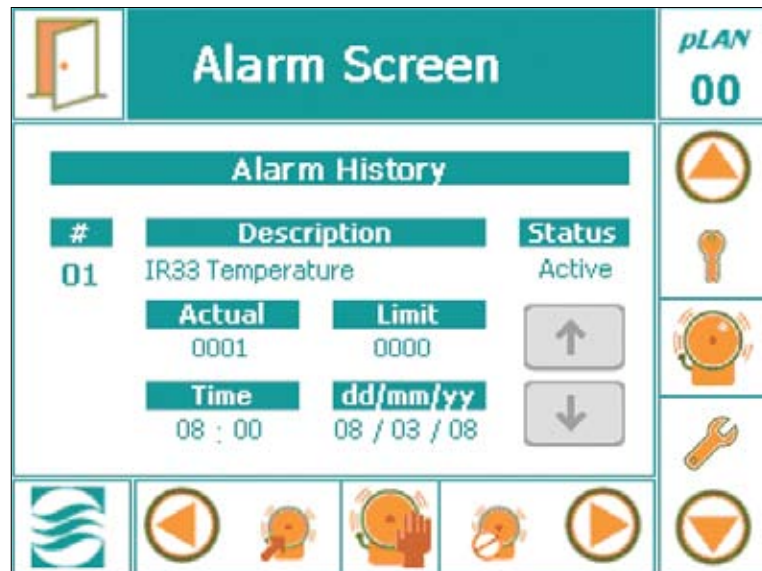 Alarm Screen
pLAN
00
Alarm History
# Description Status
01 IR33 Temperature Active
Actual Limit
0001 0000
Time dd/mm/yy
08 : 00 08 / 03 / 08